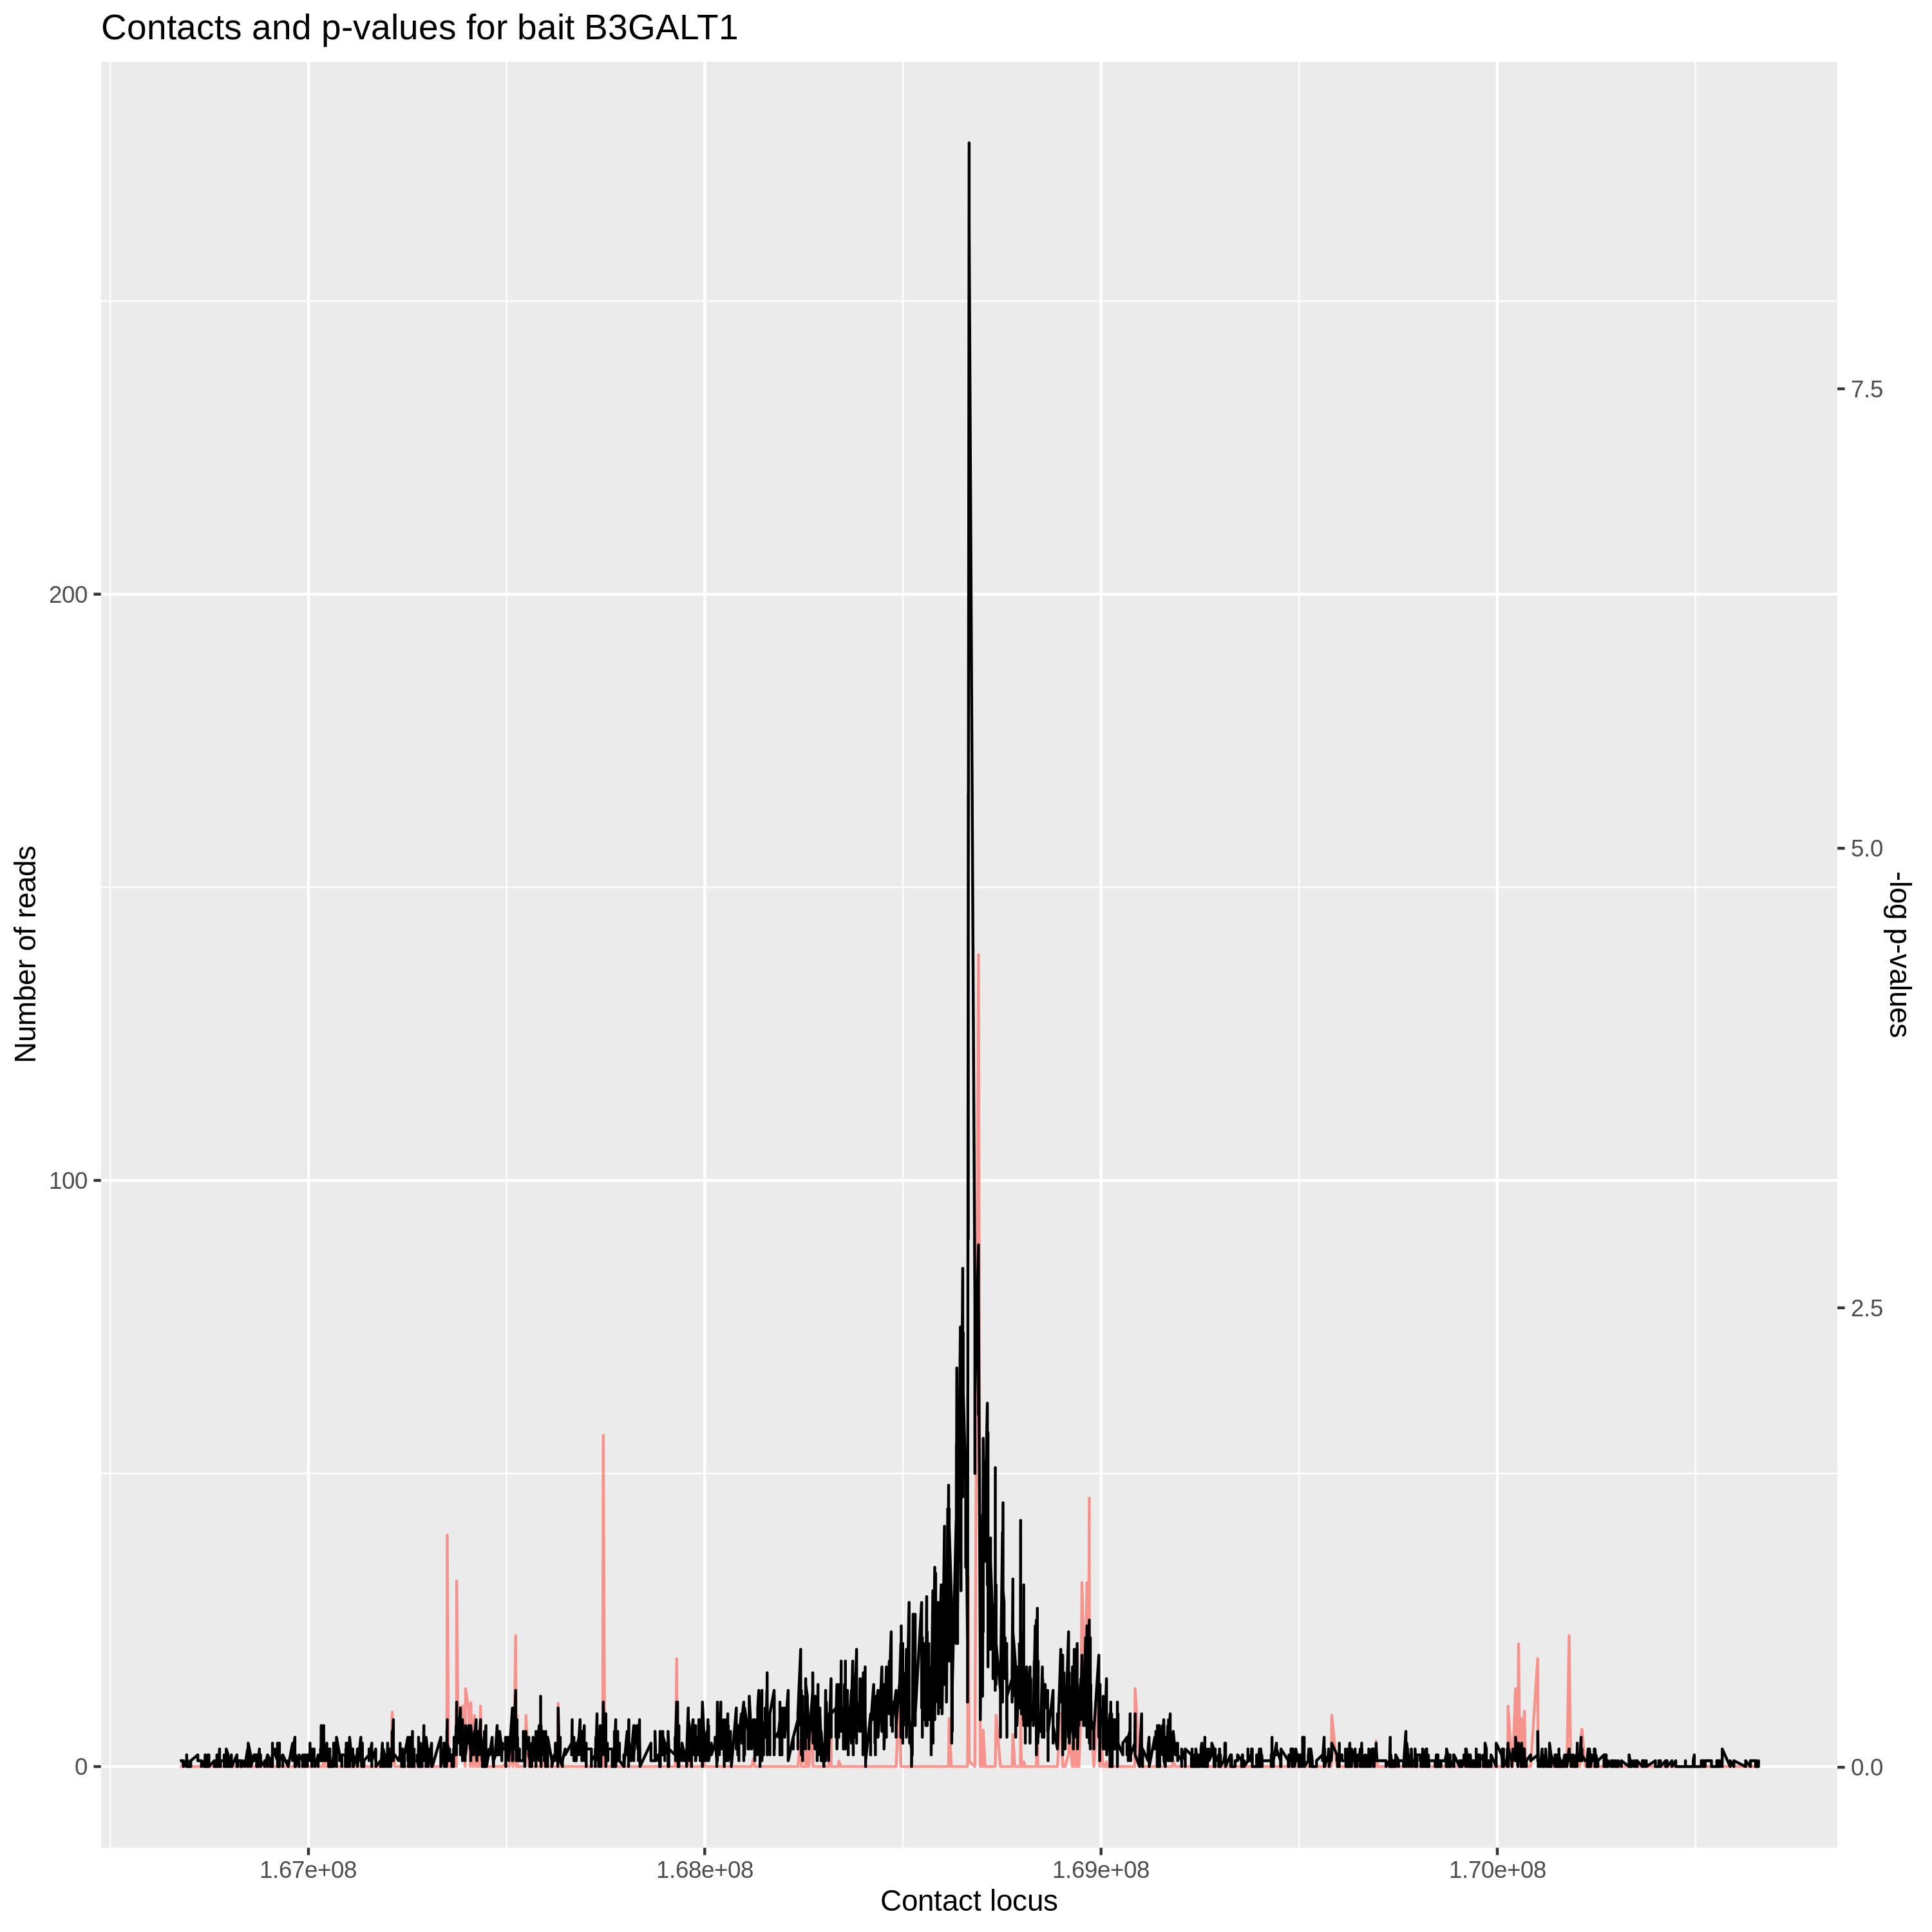 Contacts and p-values for bait B3GALT1
Number of reads
200
100
0
7.5
5.0
2.5
0.0
-log p-values
1.67e+08
1.68e+08
1.69e+08
1.70e+08
Contact locus